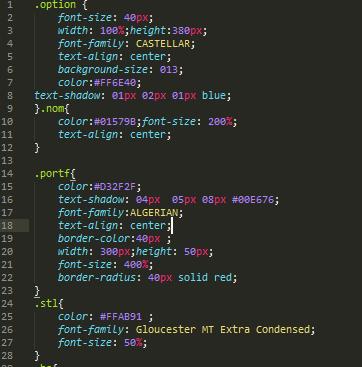 1 .option {
2 font-size: 40px;
3 width: 100%;height:380px;
4 font-family: CASTELLAR;
5 text-align: center;
6 background-size: 013;
7 color:#FF6E40;
8 text-shadow: 01px 02px 01px blue;
9 }.nom{
10 color:#01579B;font-size: 200%;
11 text-align: center;
12 }
13
14 .portf{
15 color:#D32F2F;
16 text-shadow: 04px  05px 08px #00E676;
17 font-family:ALGERIAN;
18 text-align: center;
19 border-color:40px ;
20 width: 300px;height: 50px;
21 font-size: 400%;
22 border-radius: 40px solid red;
23 }
24 .stl{
25 color: #FFAB91 ;
26 font-family: Gloucester MT Extra Condensed;
27 font-size: 50%;
28 }